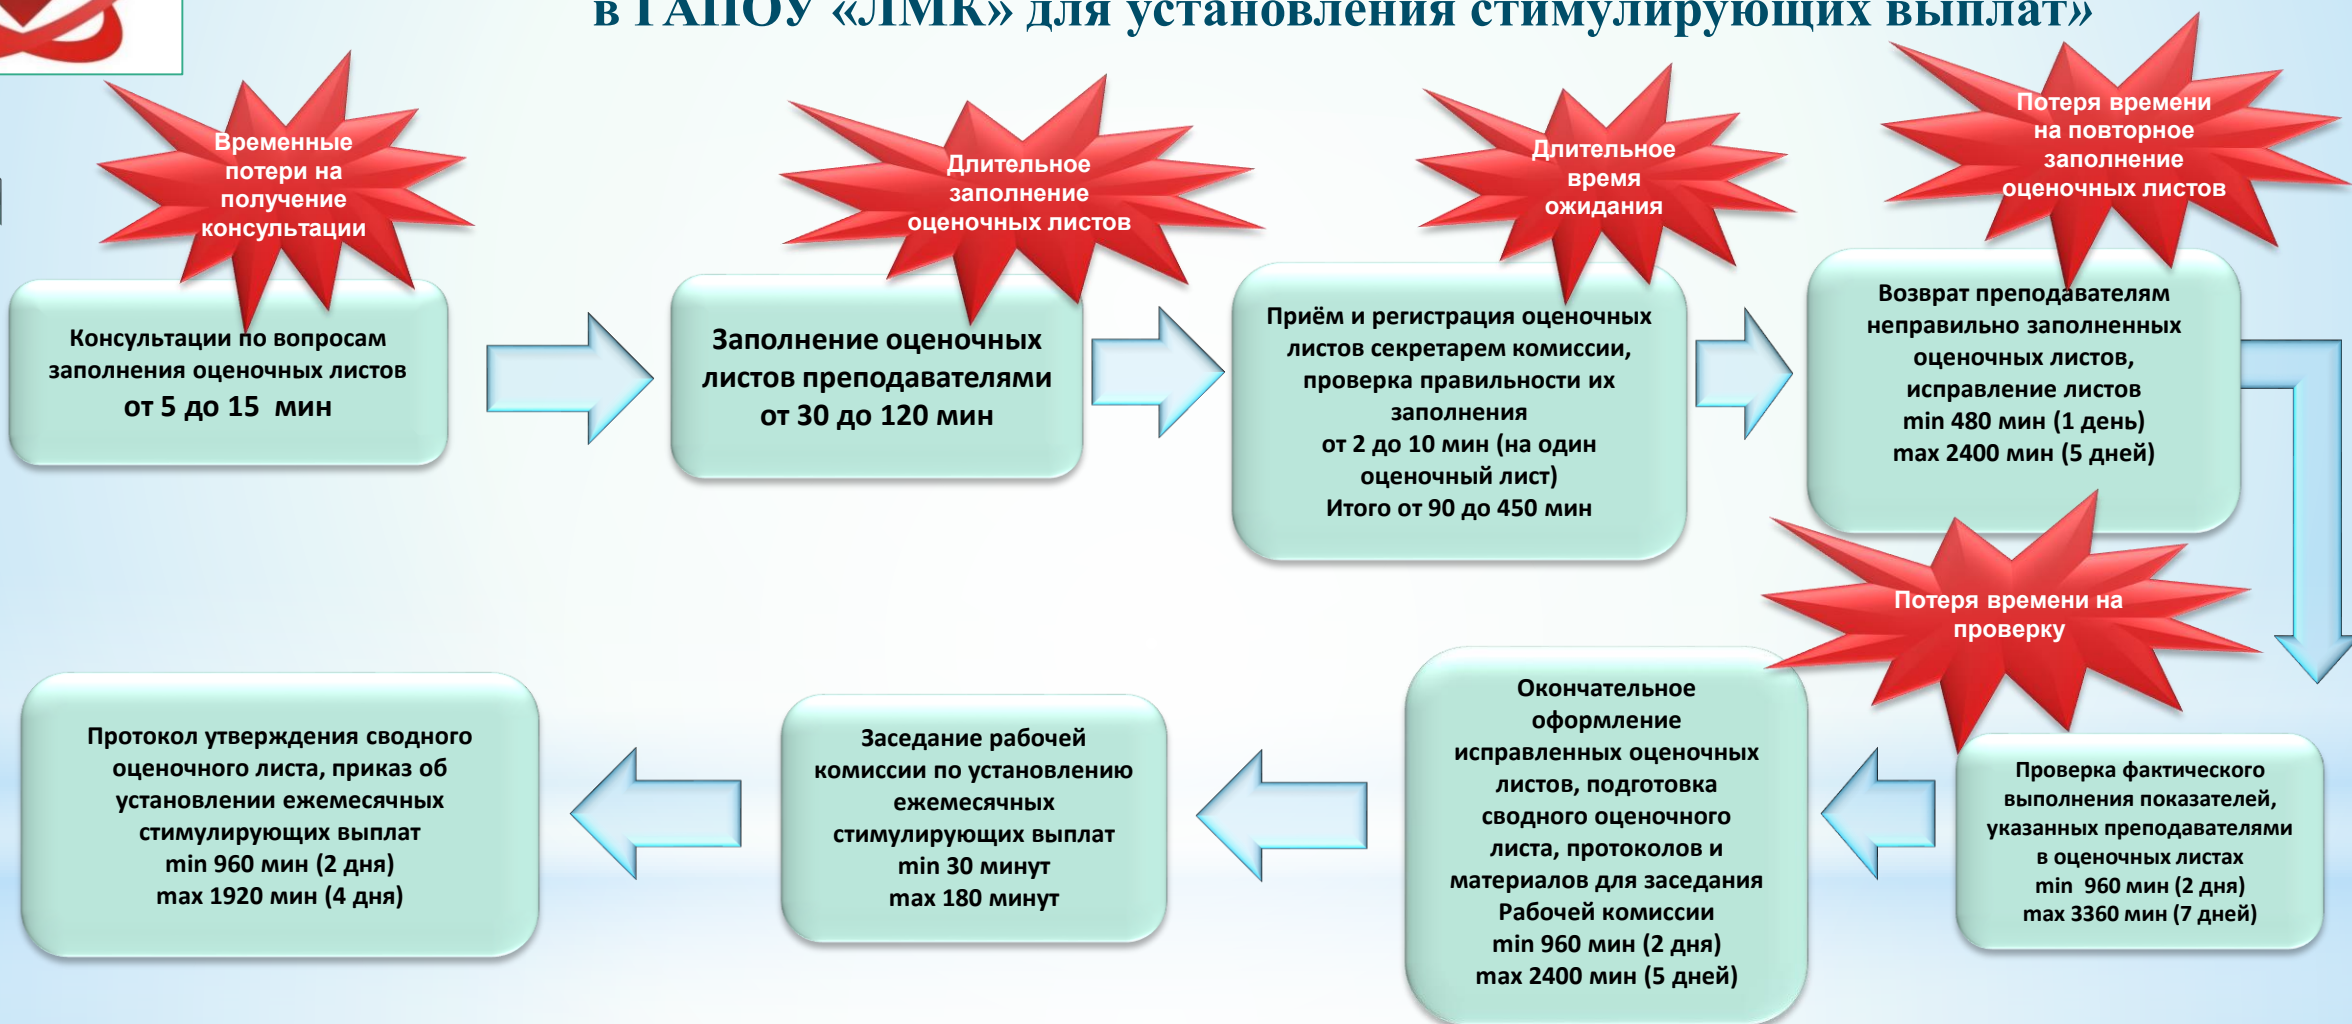 в ГАПОУ «ЛМК» для установления стимулирующих выплат»
Временные
потери на
получение
консультации
Консультации по вопросам
заполнения оценочных листов
от 5 до 15 мин
Длительное
заполнение
оценочных листов
Заполнение оценочных
листов преподавателями
от 30 до 120 мин
Длительное
время
ожидания
Приём и регистрация оценочных
листов секретарем комиссии,
проверка правильности их
заполнения
от 2 до 10 мин (на один
оценочный лист)
Итого от 90 до 450 мин
Потеря времени
на повторное
заполнение
оценочных листов
Возврат преподавателям
неправильно заполненных
оценочных листов,
исправление листов
min 480 мин (1 день)
max 2400 мин (5 дней)
Потеря времени на
проверку
Проверка фактического
выполнения показателей,
указанных преподавателями
в оценочных листах
min 960 мин (2 дня)
max 3360 мин (7 дней)
Окончательное
оформление
исправленных оценочных
листов, подготовка
сводного оценочного
листа, протоколов и
материалов для заседания
Рабочей комиссии
min 960 мин (2 дня)
max 2400 мин (5 дней)
Заседание рабочей
комиссии по установлению
ежемесячных
стимулирующих выплат
min 30 минут
max 180 минут
Протокол утверждения сводного
оценочного листа, приказ об
установлении ежемесячных
стимулирующих выплат
min 960 мин (2 дня)
max 1920 мин (4 дня)